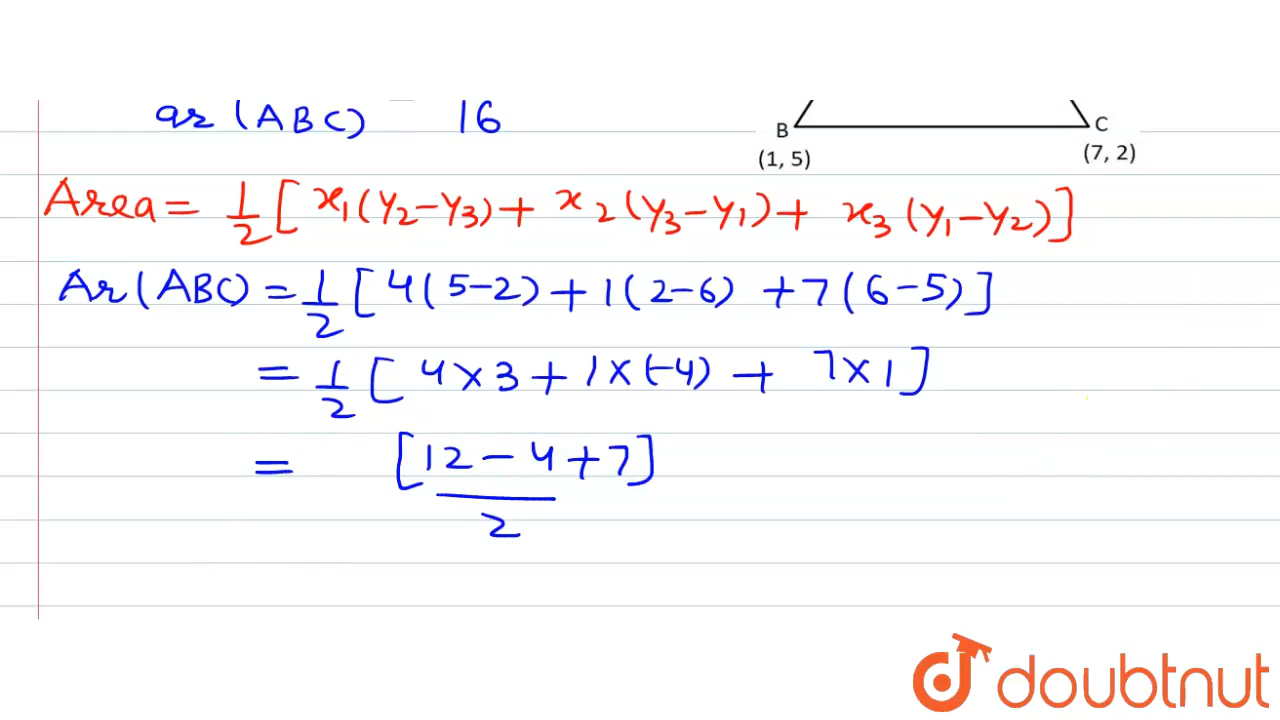 ar (ABC) 16
B C
(1, 5) (7, 2)
Area = 1/2 [ x₁(y₂-y₃) + x₂(y₃-y₁) + x₃(y₁-y₂)]
Ar(ABC) = 1/2 [ 4(5-2) + 1(2-6) + 7(6-5)]
= 1/2 [ 4×3 + 1×(-4) + 7×1]
= [12-4+7]/2
doubtnut